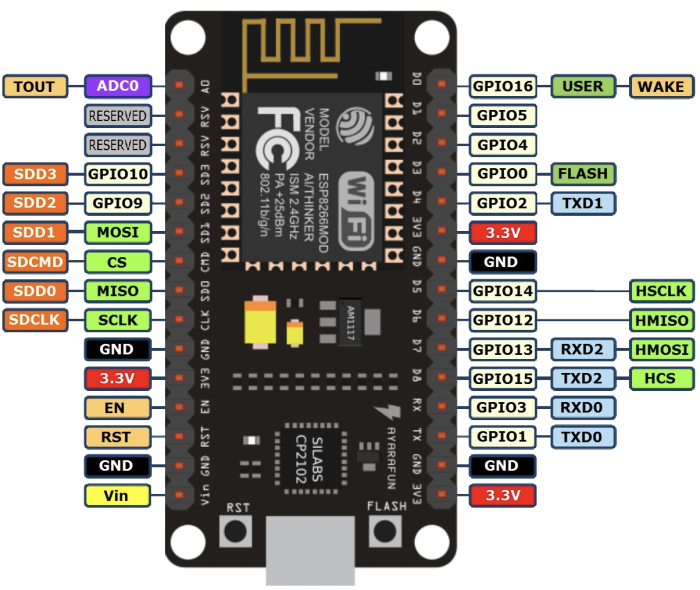 TOUT ADC0 A0 D0 GPIO16 USER WAKE
RESERVED RSV D1 GPIO5
RESERVED RSV D2 GPIO4
SDD3 GPIO10 SD3 D3 GPIO0 FLASH
SDD2 GPIO9 SD2 D4 GPIO2 TXD1
SDD1 MOSI SD1 3V3 3.3V
SDCMD CS CMD GND GND
SDD0 MISO SD0 D5 GPIO14 HSCLK
SDCLK SCLK CLK D6 GPIO12 HMISO
GND GND D7 GPIO13 RXD2 HMOSI
3.3V 3V3 D8 GPIO15 TXD2 HCS
EN EN RX GPIO3 RXD0
RST RST TX GPIO1 TXD0
GND GND GND GND
Vin Vin 3V3 3.3V
MODEL ESP8266MOD
VENDOR AI/THINKER
ISM 2.4GHz
PA +25dBm
802.11b/g/n
FC
Wi Fi
AM1117
SILABS
CP2102
AYARAFUN
RST
FLASH